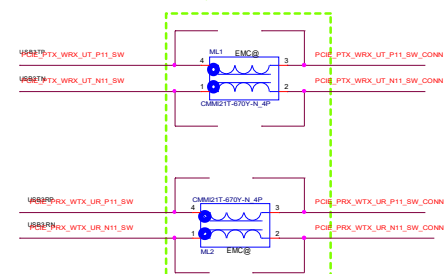 ML1 EMC@
USB3TP
PCIE_PTX_WRX_UT_P11_SW 4 3 PCIE_PTX_WRX_UT_P11_SW_CONN
USB3TN
PCIE_PTX_WRX_UT_N11_SW 1 2 PCIE_PTX_WRX_UT_N11_SW_CONN
CMMI21T-670Y-N_4P
CMMI21T-670Y-N_4P
USB3RP
PCIE_PRX_WTX_UR_P11_SW 4 3 PCIE_PRX_WTX_UR_P11_SW_CONN
USB3RN
PCIE_PRX_WTX_UR_N11_SW 1 2 PCIE_PRX_WTX_UR_N11_SW_CONN
ML2 EMC@